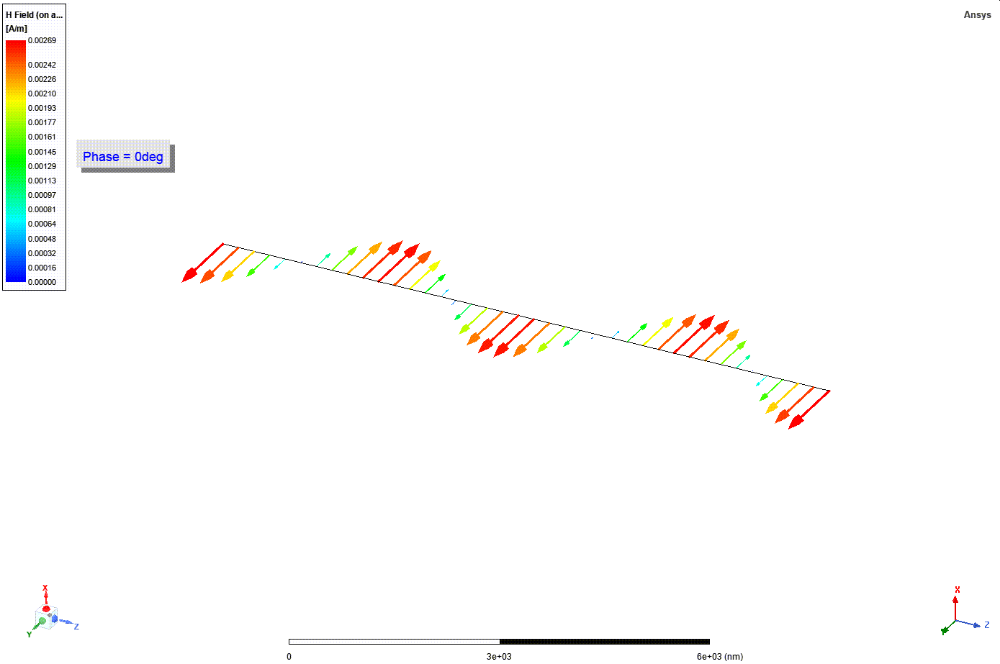 H Field (on a...
[A/m]
0.00269
0.00242
0.00226
0.00210
0.00193
0.00177
0.00161
0.00145
0.00129
0.00113
0.00097
0.00081
0.00064
0.00048
0.00032
0.00016
0.00000
Phase = 0deg
Ansys
X
Y
Z
X
Y
Z
0
3e+03
6e+03 (nm)